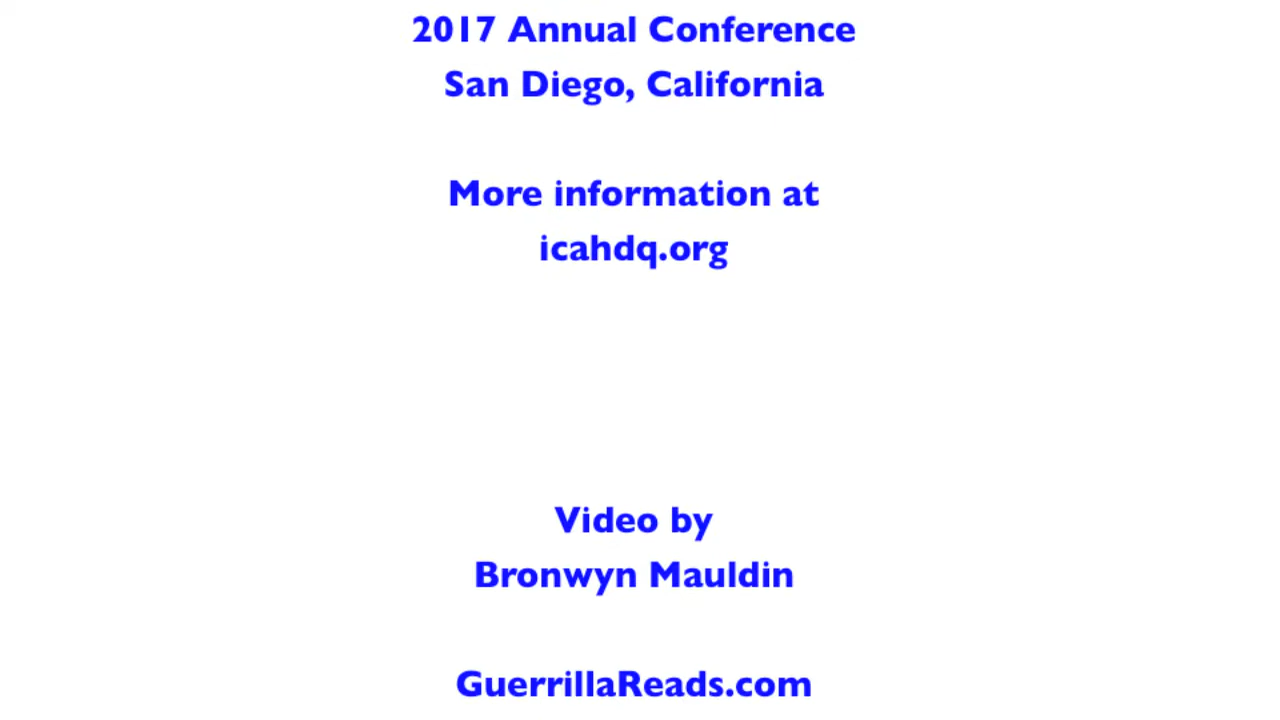 2017 Annual Conference
San Diego, California
More information at
icahdq.org
Video by
Bronwyn Mauldin
GuerrillaReads.com